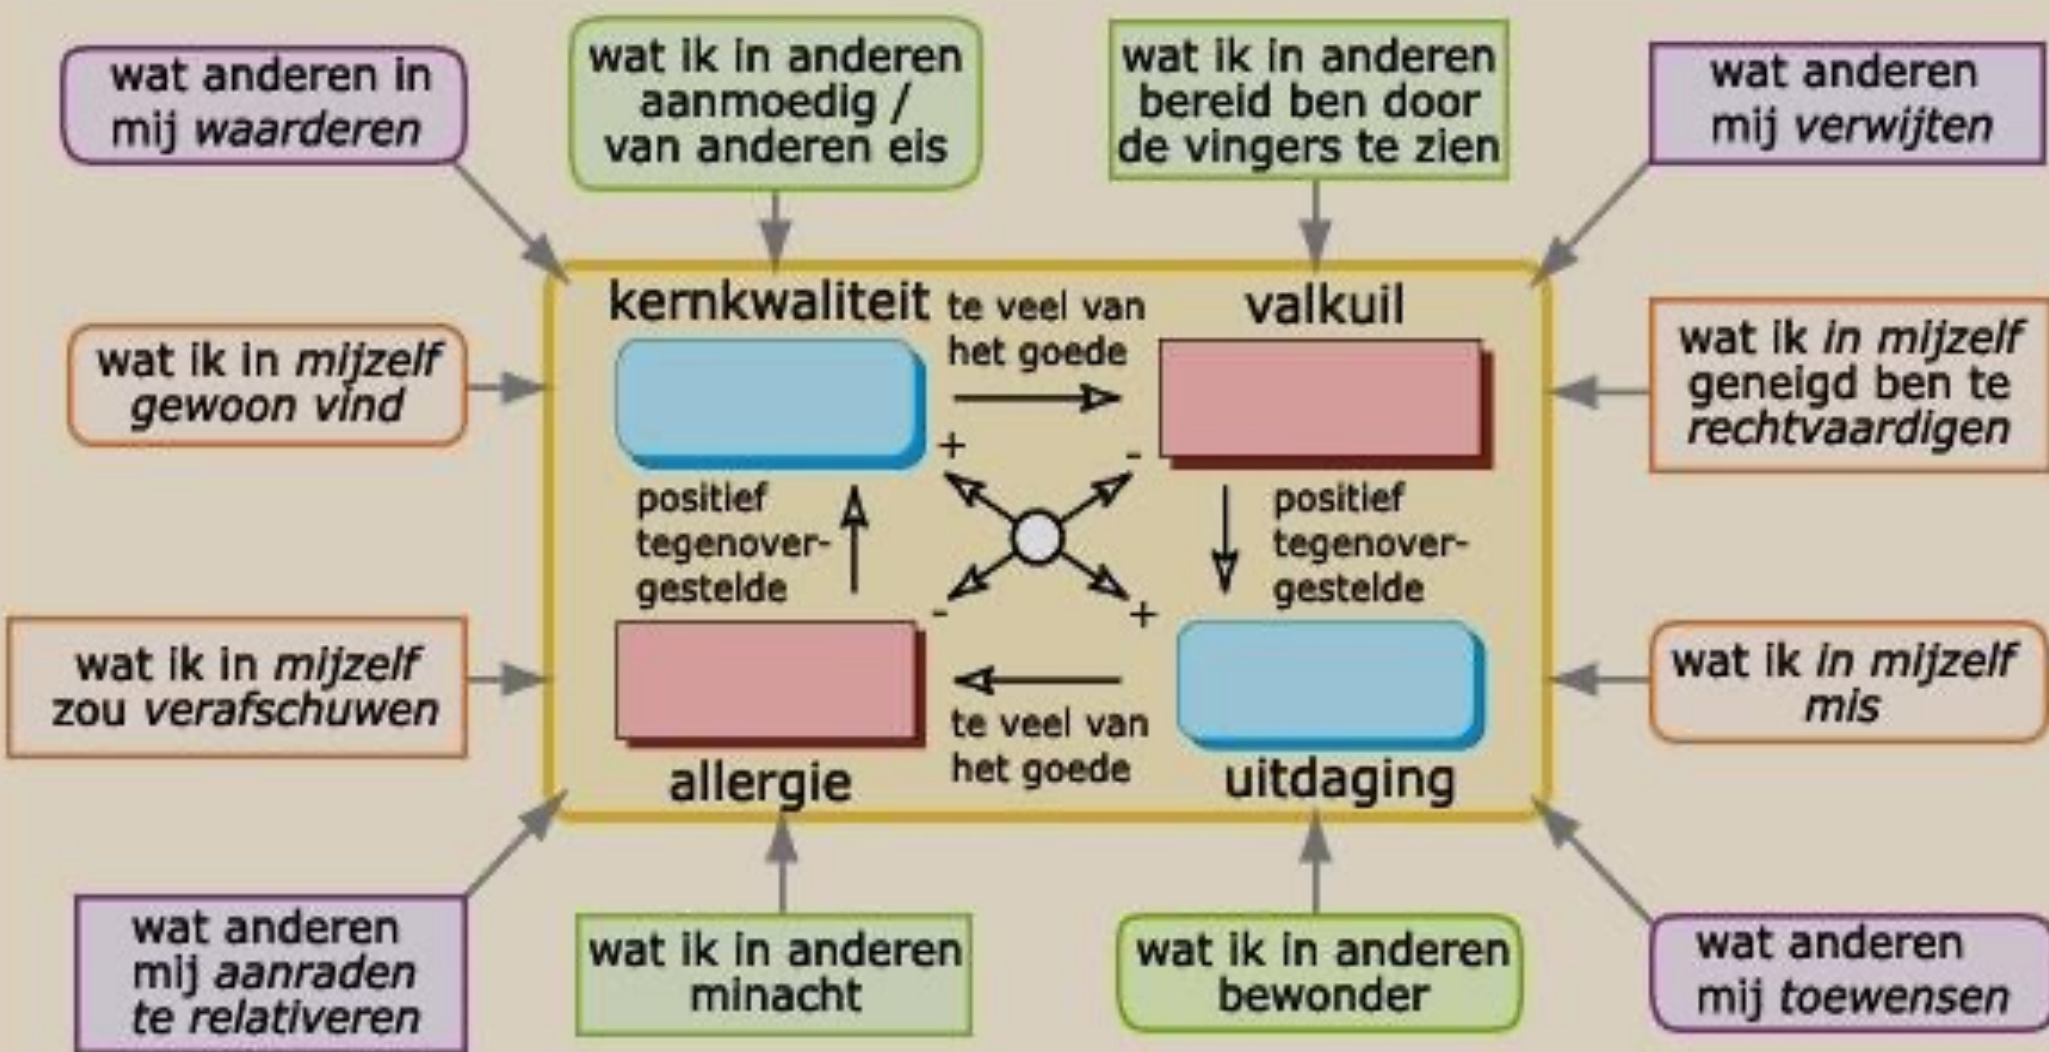 wat anderen in
mij waarderen
wat ik in anderen
aanmoedig /
van anderen eis
wat ik in anderen
bereid ben door
de vingers te zien
wat anderen
mij verwijten
wat ik in mijzelf
gewoon vind
kernkwaliteit
te veel van
het goede
valkuil
wat ik in mijzelf
geneigd ben te
rechtvaardigen
+
-
positief
tegenover-
gestelde
positief
tegenover-
gestelde
-
+
wat ik in mijzelf
zou verafschuwen
allergie
te veel van
het goede
uitdaging
wat ik in mijzelf
mis
wat anderen
mij aanraden
te relativeren
wat ik in anderen
minacht
wat ik in anderen
bewonder
wat anderen
mij toewensen